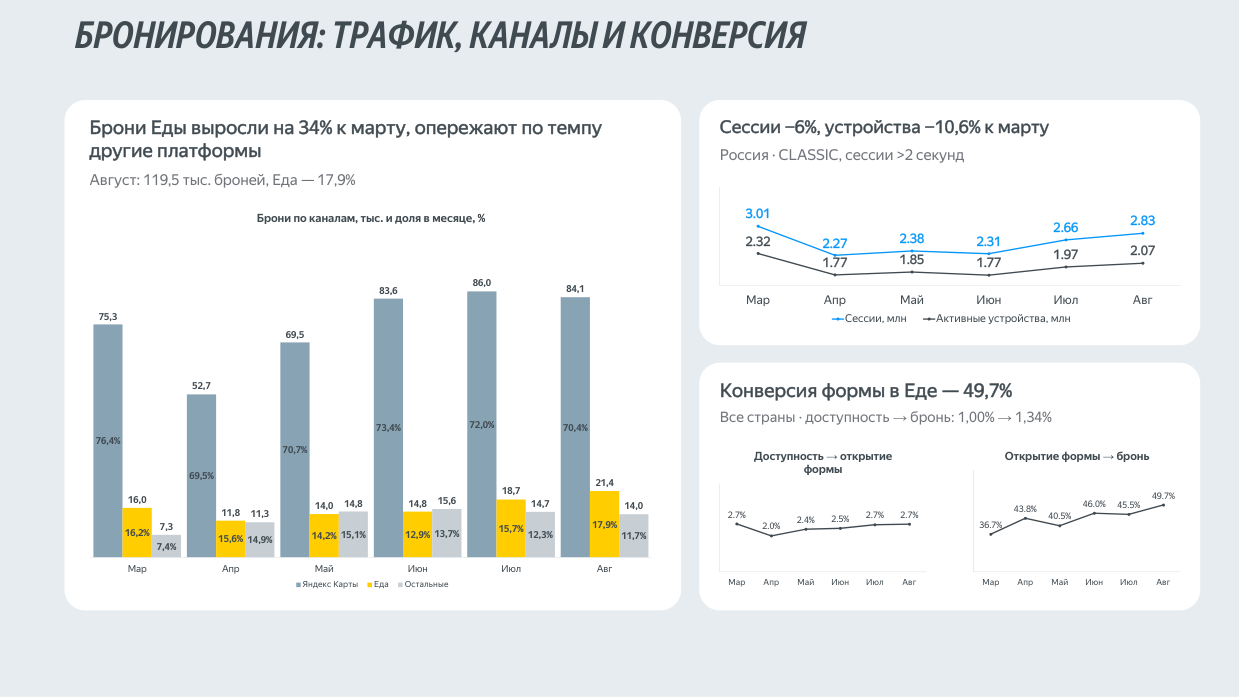 БРОНИРОВАНИЯ: ТРАФИК, КАНАЛЫ И КОНВЕРСИЯ
Брони Еды выросли на 34% к марту, опережают по темпу
другие платформы
Август: 119,5 тыс. броней, Еда — 17,9%
Брони по каналам, тыс. и доля в месяце, %
75,3
76,4%
16,0
16,2%
7,3
7,4%
52,7
69,5%
11,8
15,6%
11,3
14,9%
69,5
70,7%
14,0
14,2%
14,8
15,1%
83,6
73,4%
14,8
12,9%
15,6
13,7%
86,0
72,0%
18,7
15,7%
14,7
12,3%
84,1
70,4%
21,4
17,9%
14,0
11,7%
Мар Апр Май Июн Июл Авг
Яндекс Карты Еда Остальные
Сессии −6%, устройства −10,6% к марту
Россия · CLASSIC, сессии >2 секунд
3.01 2.27 2.38 2.31 2.66 2.83
2.32 1.77 1.85 1.77 1.97 2.07
Мар Апр Май Июн Июл Авг
Сессии, млн Активные устройства, млн
Конверсия формы в Еде — 49,7%
Все страны · доступность → бронь: 1,00% → 1,34%
Доступность → открытие
формы
2.7% 2.0% 2.4% 2.5% 2.7% 2.7%
Мар Апр Май Июн Июл Авг
Открытие формы → бронь
36.7% 43.8% 40.5% 46.0% 45.5% 49.7%
Мар Апр Май Июн Июл Авг